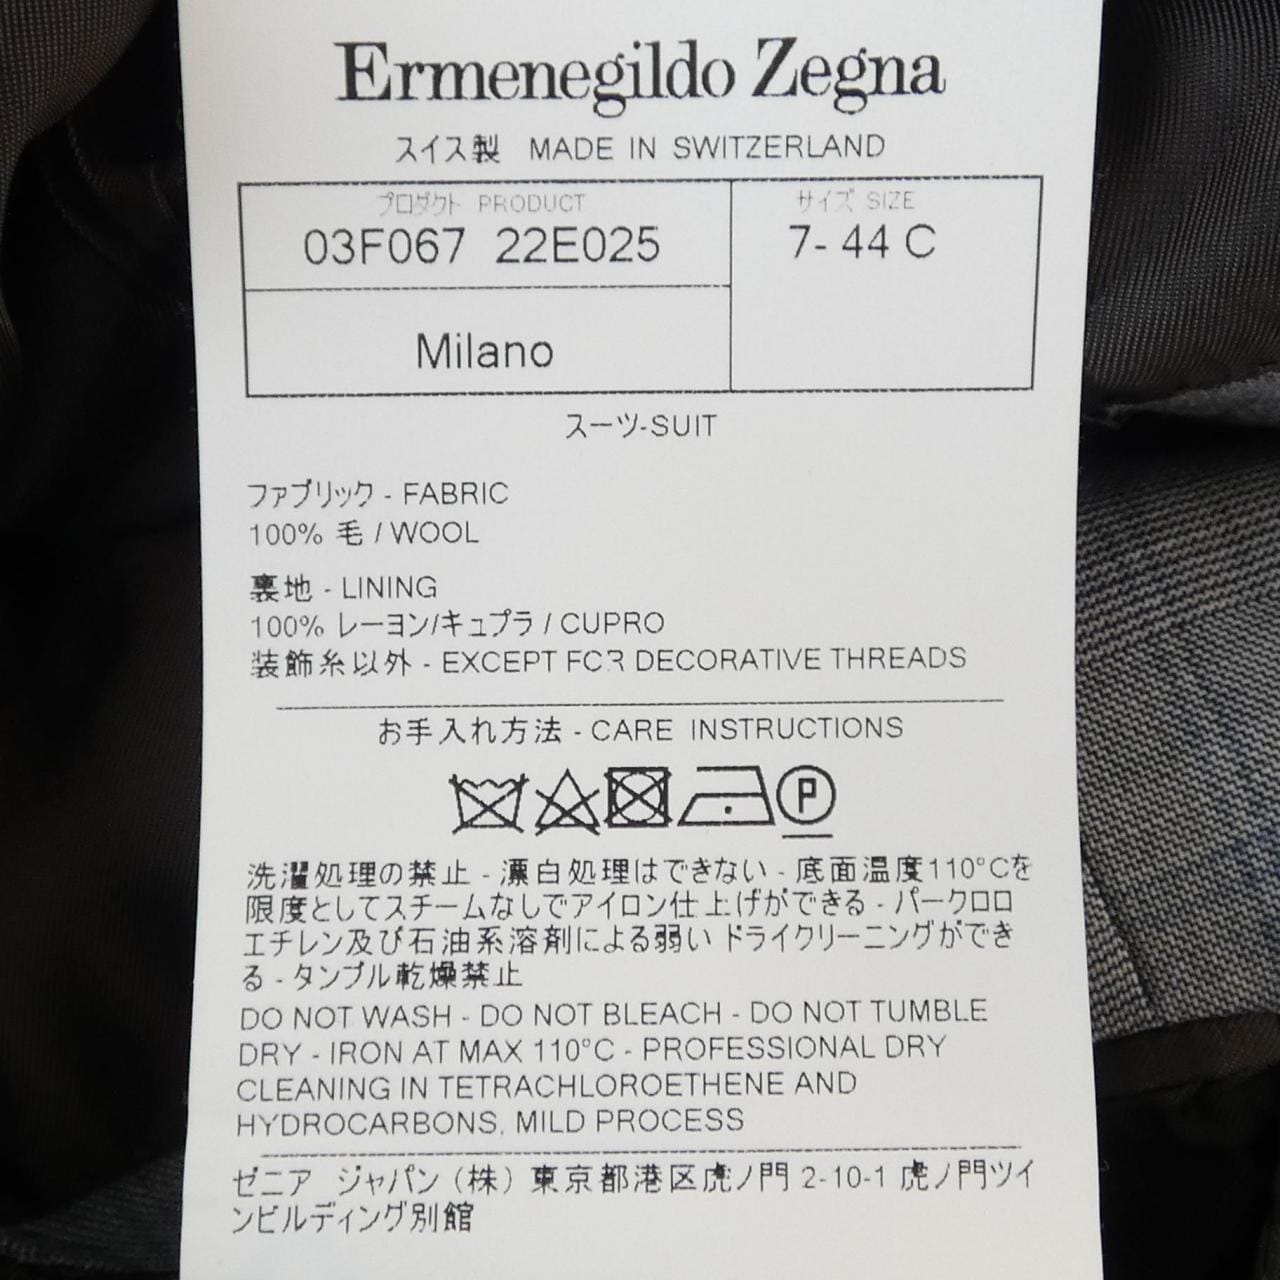 Ermenegildo Zegna
スイス製 MADE IN SWITZERLAND
プロダクト PRODUCT
サイズ SIZE
03F067 22E025
7- 44 C
Milano
スーツ-SUIT
ファブリック - FABRIC
100% 毛 / WOOL
裏地 - LINING
100% レーヨン/キュプラ / CUPRO
装飾糸以外 - EXCEPT FOR DECORATIVE THREADS
お手入れ方法 - CARE INSTRUCTIONS
P
洗濯処理の禁止 - 漂白処理はできない - 底面温度110°Cを
限度としてスチームなしでアイロン仕上げができる - パークロロ
エチレン及び石油系溶剤による弱い ドライクリーニングができ
る - タンブル乾燥禁止
DO NOT WASH - DO NOT BLEACH - DO NOT TUMBLE
DRY - IRON AT MAX 110°C - PROFESSIONAL DRY
CLEANING IN TETRACHLOROETHENE AND
HYDROCARBONS, MILD PROCESS
ゼニア ジャパン（株）東京都港区虎ノ門 2-10-1 虎ノ門ツイ
ンビルディング別館